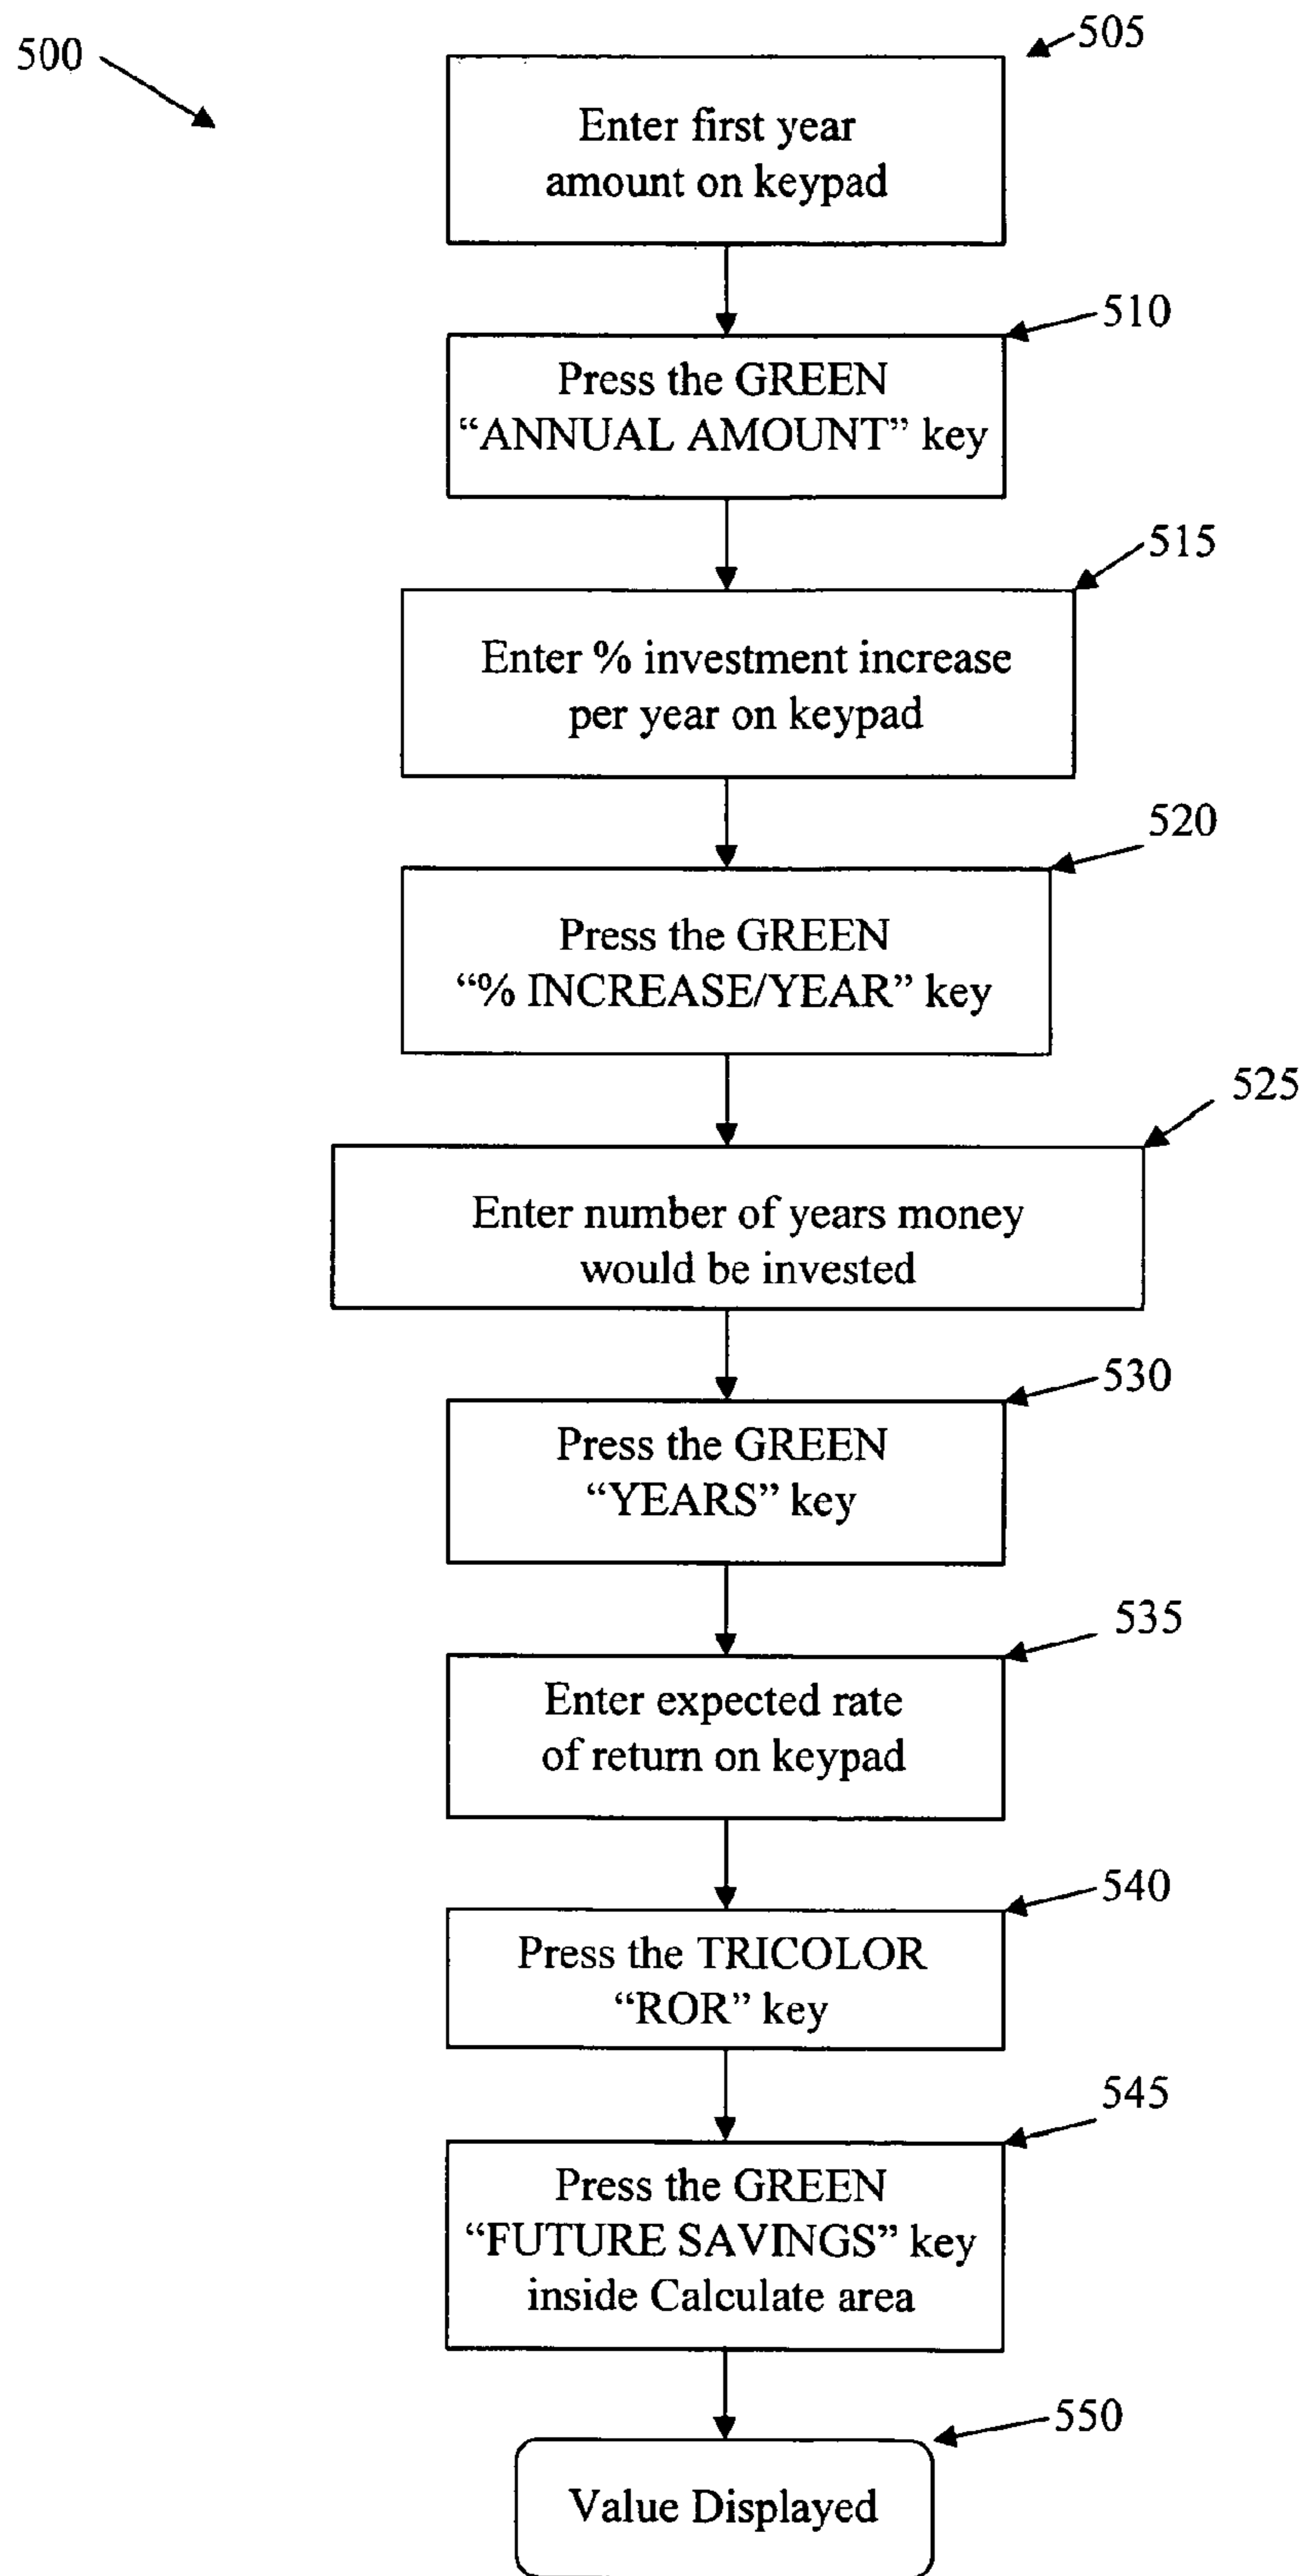 500
505
Enter first year
amount on keypad
510
Press the GREEN
“ANNUAL AMOUNT” key
515
Enter % investment increase
per year on keypad
520
Press the GREEN
“% INCREASE/YEAR” key
525
Enter number of years money
would be invested
530
Press the GREEN
“YEARS” key
535
Enter expected rate
of return on keypad
540
Press the TRICOLOR
“ROR” key
545
Press the GREEN
“FUTURE SAVINGS” key
inside Calculate area
550
Value Displayed